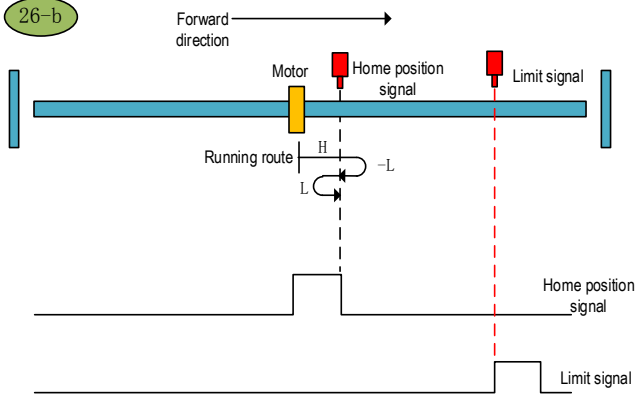 26-b
Forward
direction
Motor
Home position
signal
Limit signal
Running route
H
-L
L
Home position
signal
Limit signal